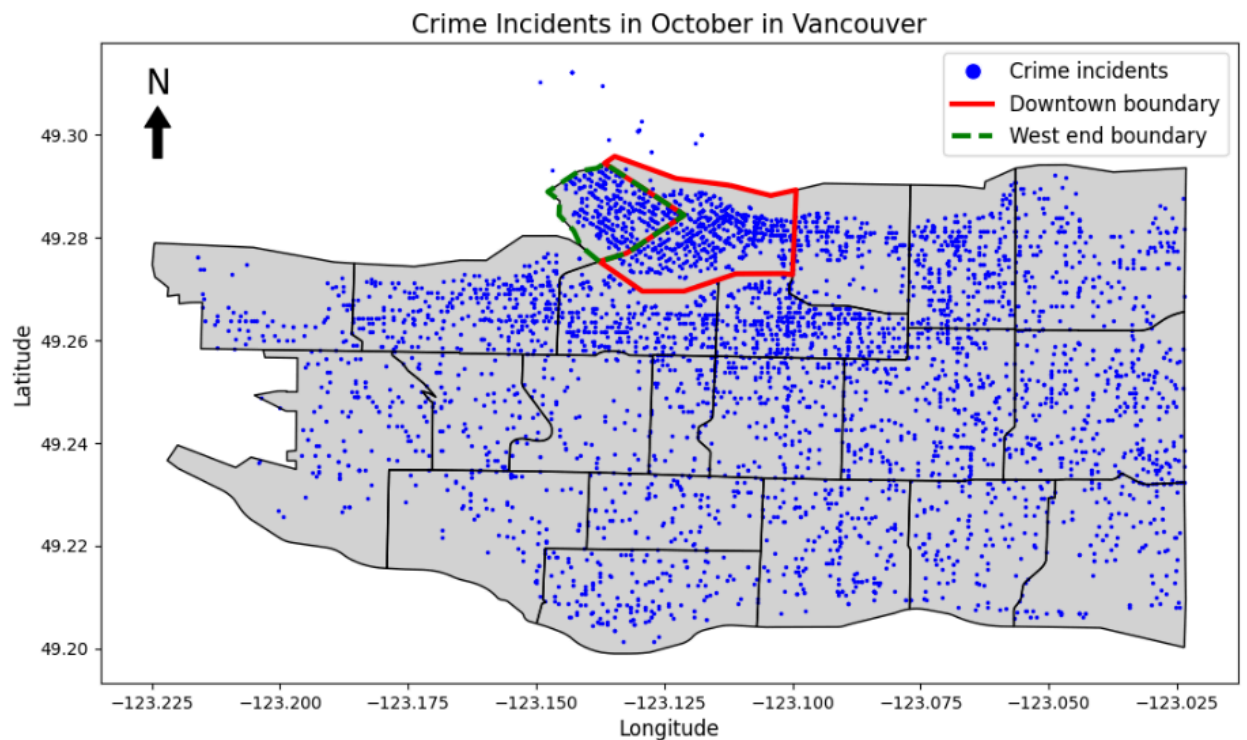 Crime Incidents in October in Vancouver
N
Crime incidents
Downtown boundary
West end boundary
49.30
49.28
49.26
49.24
49.22
49.20
Latitude
−123.225 −123.200 −123.175 −123.150 −123.125 −123.100 −123.075 −123.050 −123.025
Longitude